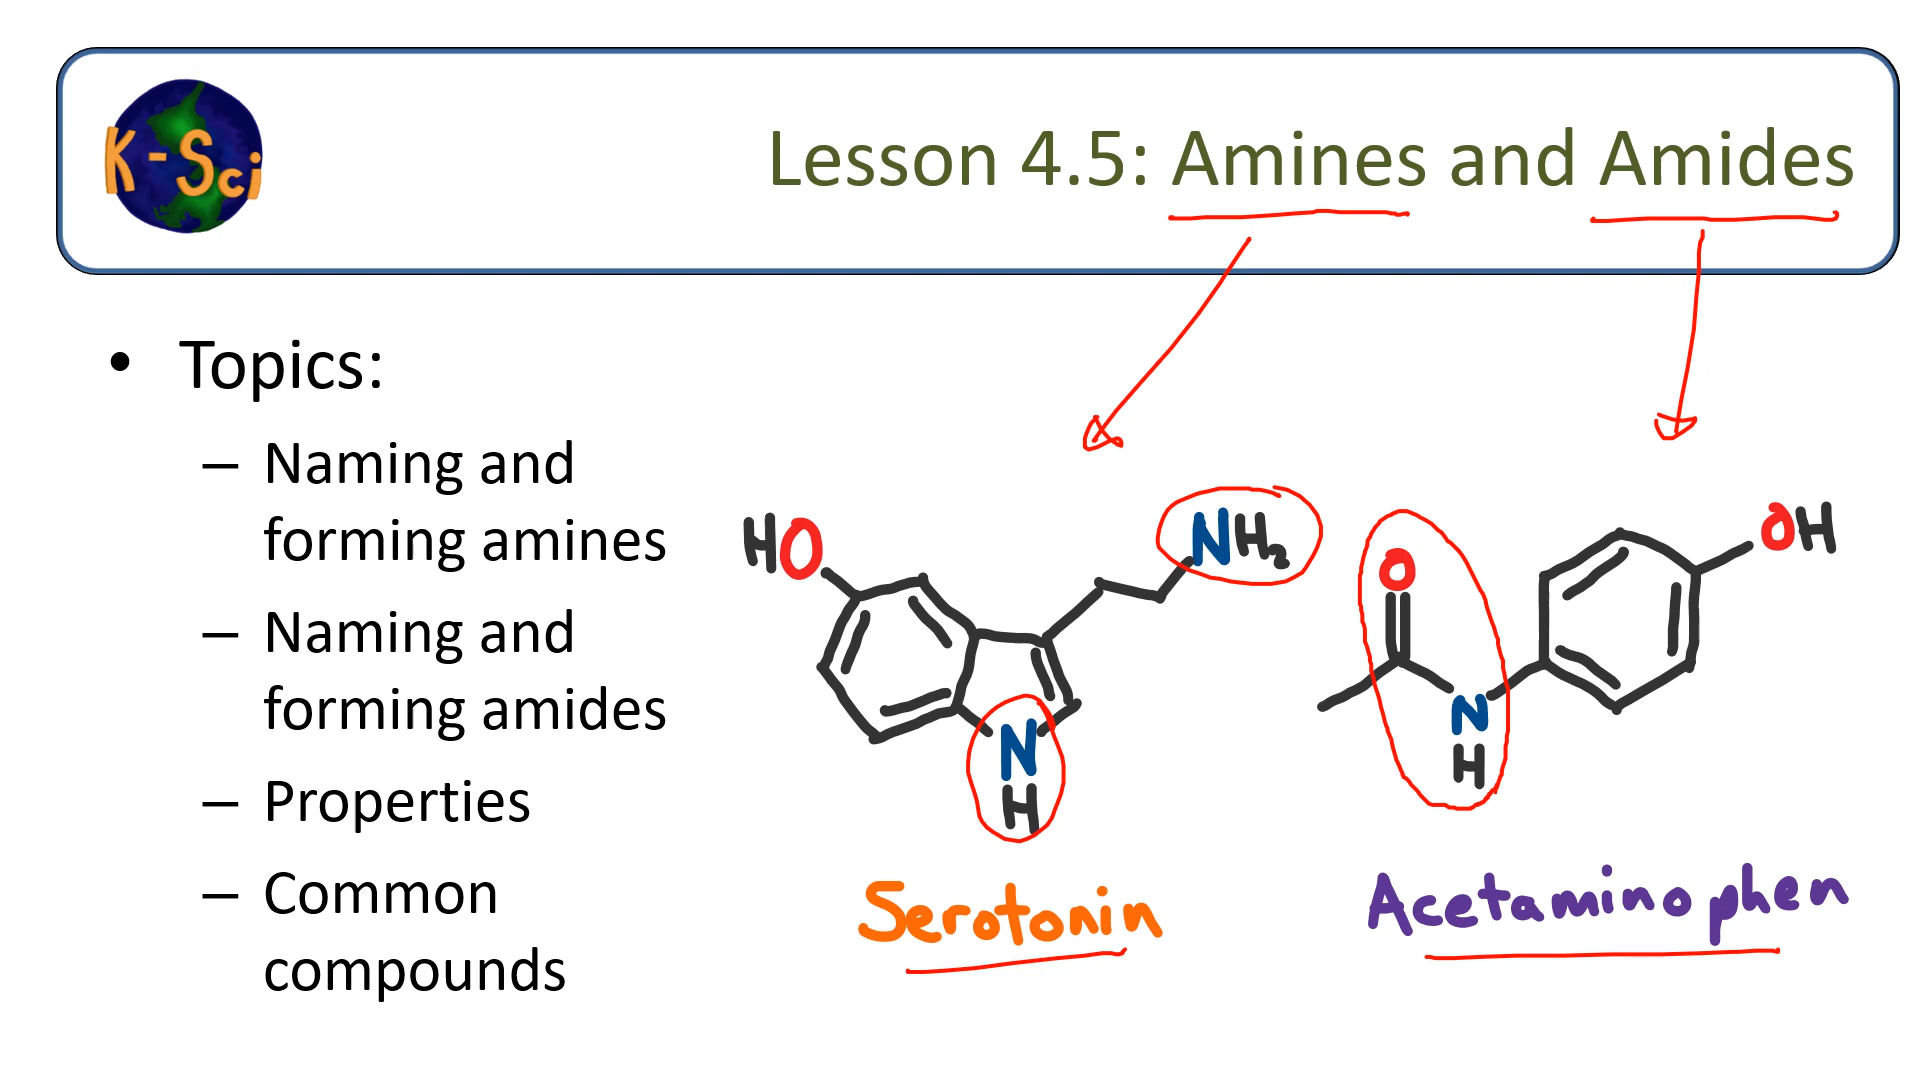 K-Sci
Lesson 4.5: Amines and Amides
• Topics:
– Naming and
forming amines
– Naming and
forming amides
– Properties
– Common
compounds
HO
NH₂
N
H
Serotonin
O
OH
N
H
Acetaminophen